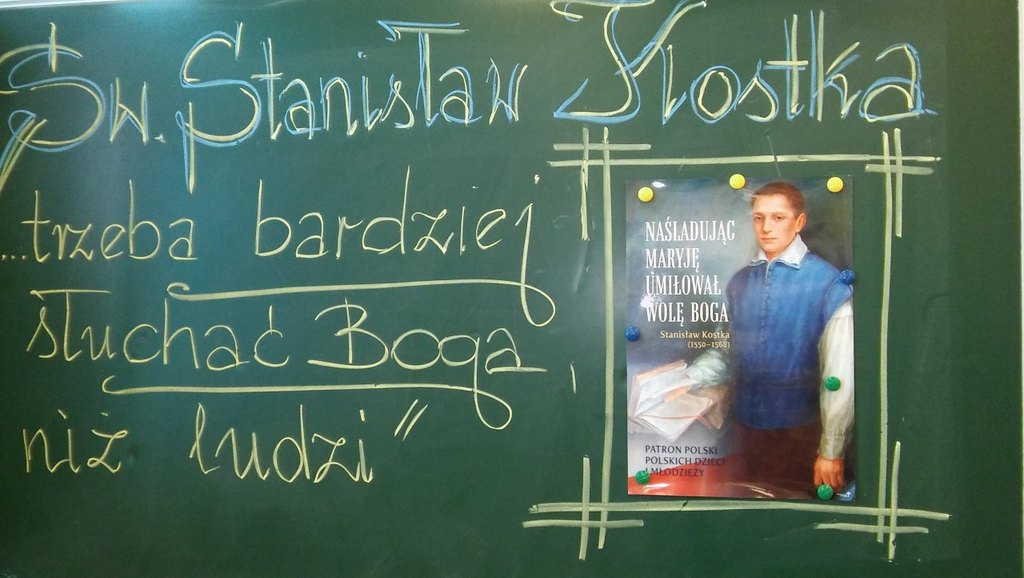 Św. Stanisław Kostka
...trzeba bardziej
słuchać Boga
niż ludzi”
NAŚLADUJĄC
MARYJĘ
UMIŁOWAŁ
WOLĘ BOGA
Stanisław Kostka
(1550–1568)
PATRON POLSKI
POLSKICH DZIECI
I MŁODZIEŻY